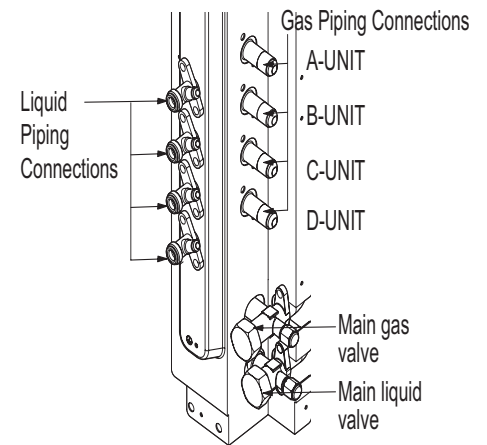 Gas Piping Connections
A-UNIT
Liquid
Piping
Connections
B-UNIT
C-UNIT
D-UNIT
Main gas
valve
Main liquid
valve